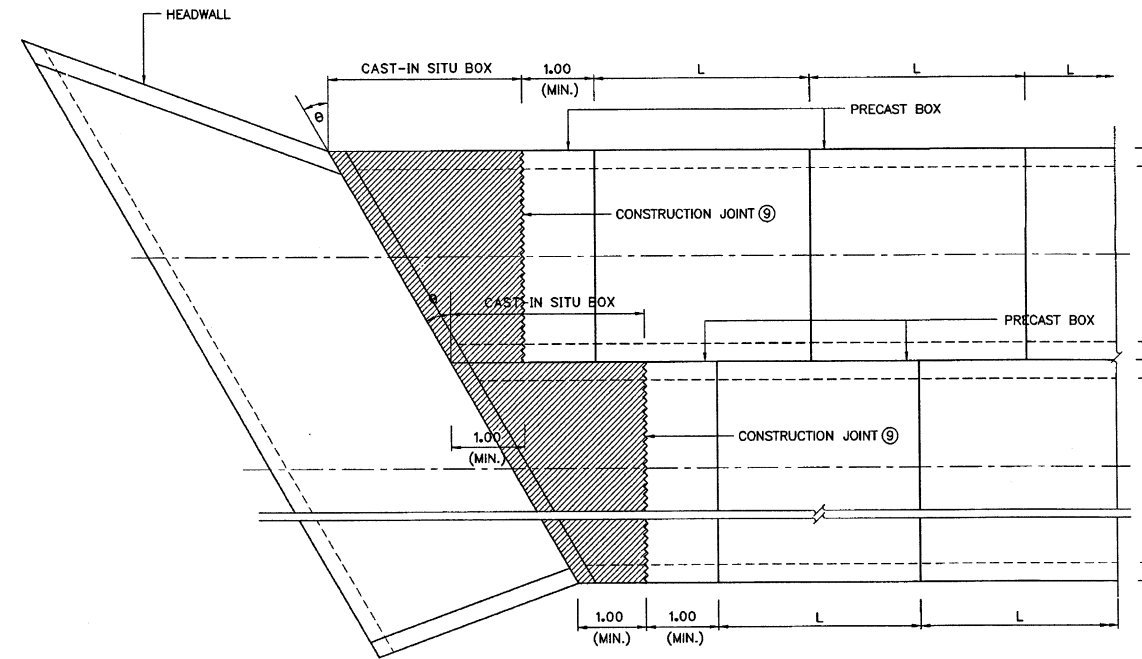 HEADWALL
CAST-IN SITU BOX
1.00
(MIN.)
L
L
L
PRECAST BOX
θ
CONSTRUCTION JOINT ⑨
θ
CAST-IN SITU BOX
PRECAST BOX
1.00
(MIN.)
CONSTRUCTION JOINT ⑨
1.00
(MIN.)
1.00
(MIN.)
L
L